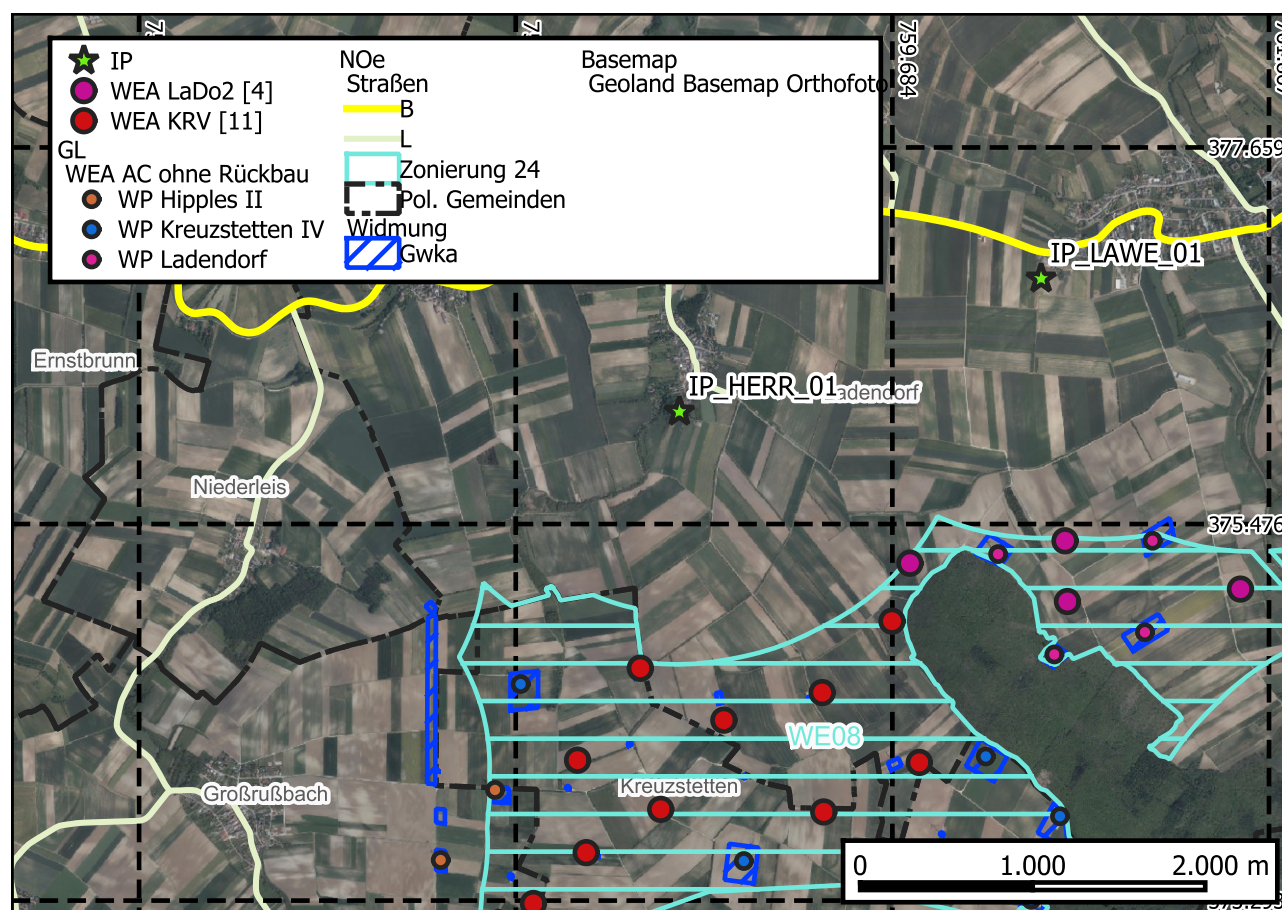 IP
WEA LaDo2 [4]
WEA KRV [11]
GL
WEA AC ohne Rückbau
WP Hipples II
WP Kreuzstetten IV
WP Ladendorf
NOe
Straßen
B
L
Zonierung 24
Pol. Gemeinden
Widmung
Gwka
Basemap
Geoland Basemap Orthofoto
759.684
377.659
IP_LAWE_01
Ernstbrunn
IP_HERR_01
Ladendorf
Niederleis
375.476
WE08
Kreuzstetten
Großrußbach
0 1.000 2.000 m